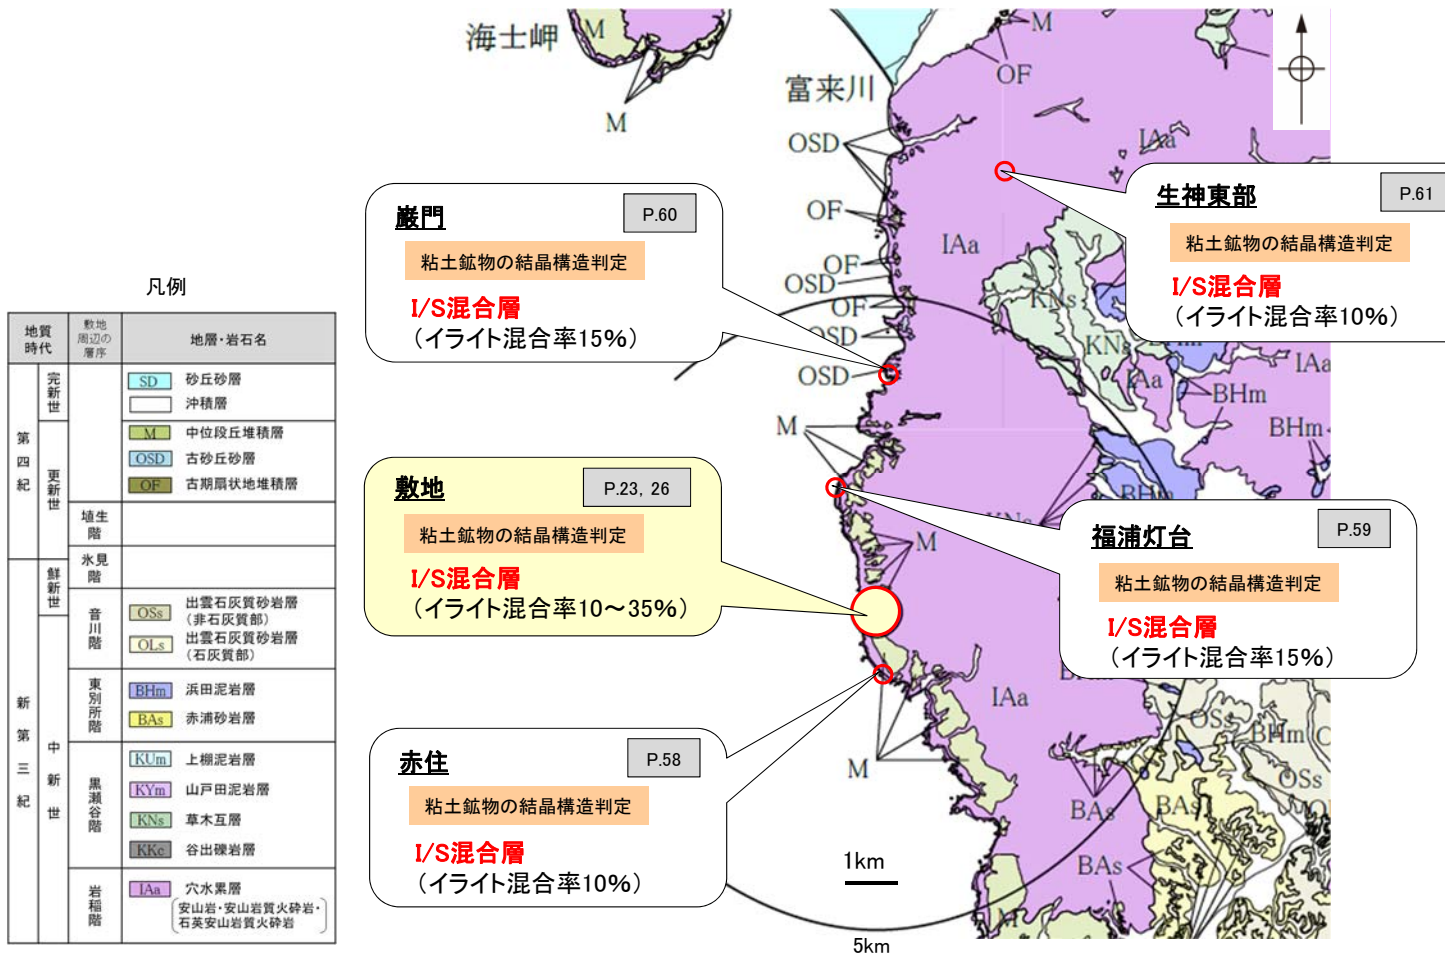 海士岬
M
M
富来川
M
OF
OSD
IAa
OF
IAa
OF
OSD
OF
OSD
OSD
KNs
KNs
IAa
IAa
BHm
BHm
BHm
M
M
IAa
M
OSs
BHm
OSs
BAs
BAs
BAs
M
1km
5km
巌門
P.60
粘土鉱物の結晶構造判定
I/S混合層
（イライト混合率15%）
生神東部
P.61
粘土鉱物の結晶構造判定
I/S混合層
（イライト混合率10%）
敷地
P.23, 26
粘土鉱物の結晶構造判定
I/S混合層
（イライト混合率10～35%）
福浦灯台
P.59
粘土鉱物の結晶構造判定
I/S混合層
（イライト混合率15%）
赤住
P.58
粘土鉱物の結晶構造判定
I/S混合層
（イライト混合率10%）
凡例
地質時代
敷地周辺の層序
地層・岩石名
第四紀
完新世
SD 砂丘砂層
沖積層
更新世
M 中位段丘堆積層
OSD 古砂丘砂層
OF 古期扇状地堆積層
埴生階
新第三紀
鮮新世
氷見階
中新世
音川階
OSs 出雲石灰質砂岩層
（非石灰質部）
OLs 出雲石灰質砂岩層
（石灰質部）
東別所階
BHm 浜田泥岩層
BAs 赤浦砂岩層
黒瀬谷階
KUm 上棚泥岩層
KYm 山戸田泥岩層
KNs 草木互層
KKc 谷出礫岩層
岩稲階
IAa 穴水累層
安山岩・安山岩質火砕岩・
石英安山岩質火砕岩